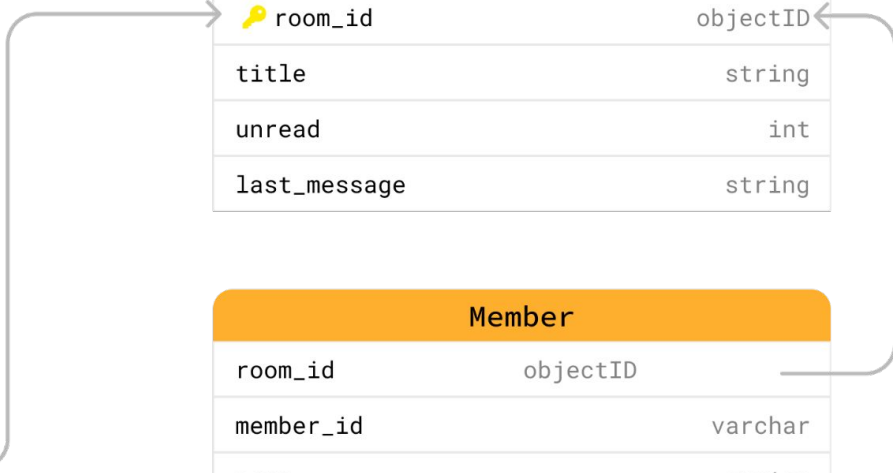 room_id objectID
title string
unread int
last_message string
Member
room_id objectID
member_id varchar